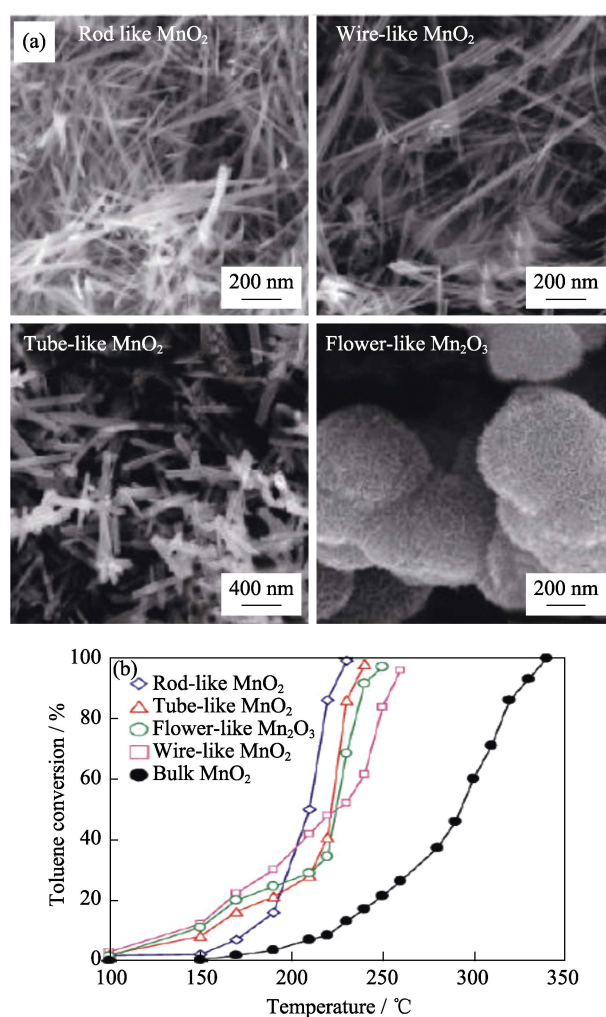 (a)
Rod like MnO₂
Wire-like MnO₂
200 nm
200 nm
Tube-like MnO₂
Flower-like Mn₂O₃
400 nm
200 nm
(b)
100
80
60
40
20
0
Toluene conversion / %
Rod-like MnO₂
Tube-like MnO₂
Flower-like Mn₂O₃
Wire-like MnO₂
Bulk MnO₂
100 150 200 250 300 350
Temperature / ℃